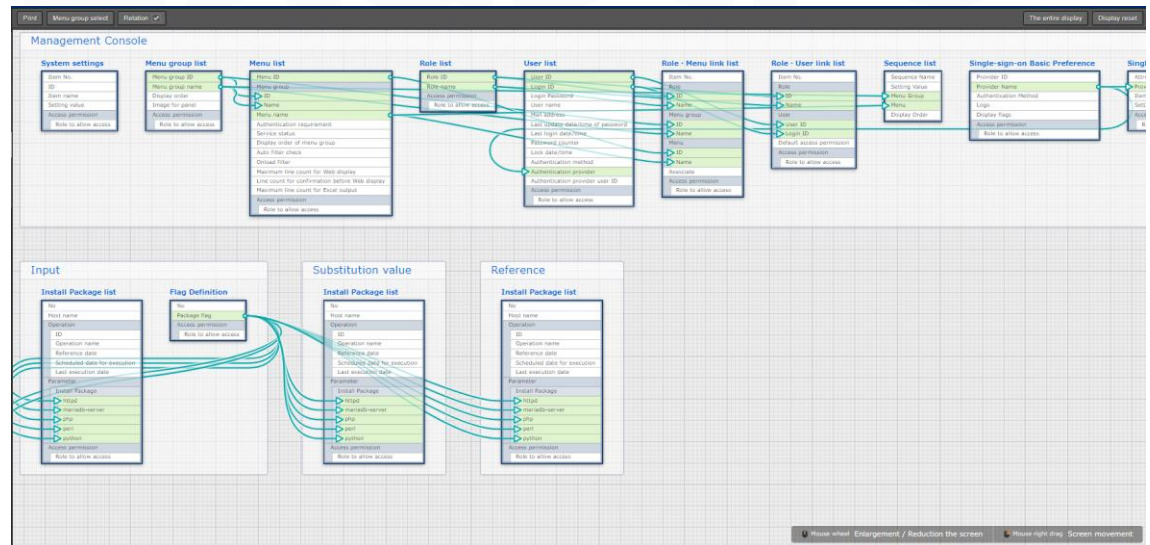 Print Menu group select Relation The entire display Display reset
Management Console
System settings
Item No.
ID
Item name
Setting value
Access permission
Role to allow access
Menu group list
Menu group ID
Menu group name
Display order
Image for panel
Access permission
Role to allow access
Menu list
Menu ID
Menu group
ID
Name
Menu name
Authentication requirement
Service status
Display order of menu group
Auto filter check
Onload filter
Maximum line count for Web display
Line count for confirmation before Web display
Maximum line count for Excel output
Access permission
Role to allow access
Role list
Role ID
Role name
Access permission
Role to allow access
User list
User ID
Login ID
Login Password
User name
Mail address
Last update date/time of password
Last login date/time
Password counter
Lock date/time
Authentication method
Authentication provider
Authentication provider user ID
Access permission
Role to allow access
Role - Menu link list
Item No.
Role
ID
Name
Menu group
ID
Name
Menu
ID
Name
Associate
Access permission
Role to allow access
Role - User link list
Item No.
Role
ID
Name
User
User ID
Login ID
Default access permission
Access permission
Role to allow access
Sequence list
Sequence Name
Setting Value
Menu Group
Menu
Display Order
Single-sign-on Basic Preference
Provider ID
Provider Name
Authentication Method
Logo
Display flags
Access permission
Role to allow access
Input
Install Package list
No
Host name
Operation
ID
Operation name
Reference date
Scheduled date for execution
Last execution date
Parameter
Install Package
httpd
mariadb-server
php
perl
python
Access permission
Role to allow access
Flag Definition
No
Package flag
Access permission
Role to allow access
Substitution value
Install Package list
No
Host name
Operation
ID
Operation name
Reference date
Scheduled date for execution
Last execution date
Parameter
Install Package
httpd
mariadb-server
php
perl
python
Access permission
Role to allow access
Reference
Install Package list
No
Host name
Operation
ID
Operation name
Reference date
Scheduled date for execution
Last execution date
Parameter
Install Package
httpd
mariadb-server
php
perl
python
Access permission
Role to allow access
Mouse wheel Enlargement / Reduction the screen Mouse right drag Screen movement